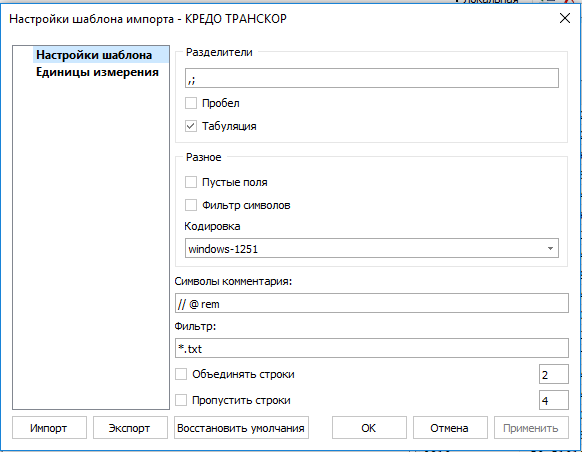 Настройки шаблона импорта - КРЕДО ТРАНСКОР
Настройки шаблона
Единицы измерения
Разделители
,;
Пробел
Табуляция
Разное
Пустые поля
Фильтр символов
Кодировка
windows-1251
Символы комментария:
// @ rem
Фильтр:
*.txt
Объединять строки 2
Пропустить строки 4
Импорт Экспорт Восстановить умолчания OK Отмена Применить